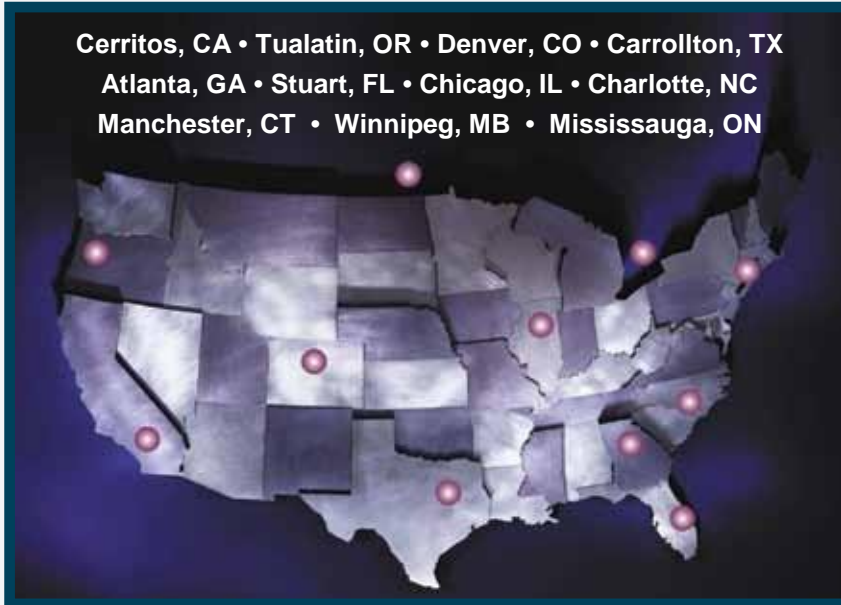 Cerritos, CA • Tualatin, OR • Denver, CO • Carrollton, TX
Atlanta, GA • Stuart, FL • Chicago, IL • Charlotte, NC
Manchester, CT • Winnipeg, MB • Mississauga, ON